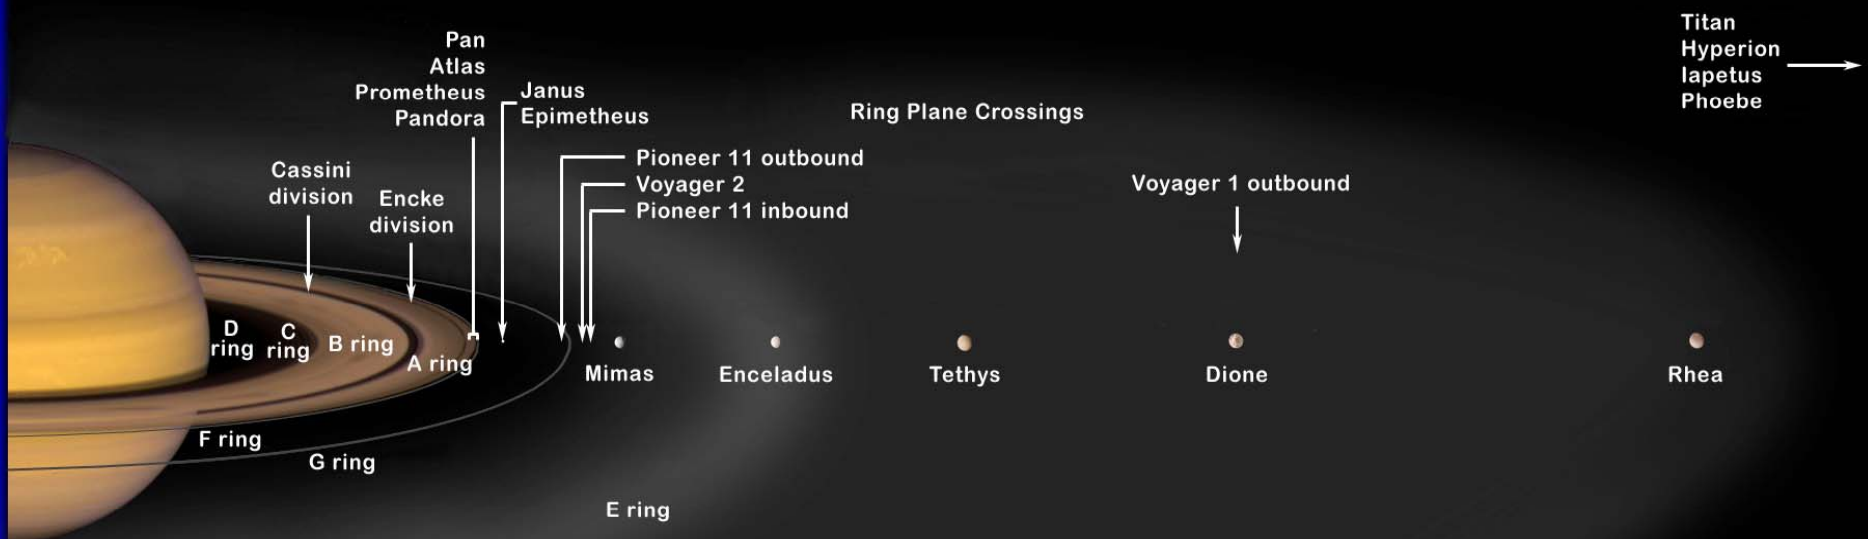 Titan
Hyperion
Iapetus
Phoebe
Pan
Atlas
Prometheus
Pandora
Janus
Epimetheus
Ring Plane Crossings
Pioneer 11 outbound
Voyager 2
Pioneer 11 inbound
Voyager 1 outbound
Cassini
division
Encke
division
D
ring
C
ring
B ring
A ring
Mimas
Enceladus
Tethys
Dione
Rhea
F ring
G ring
E ring